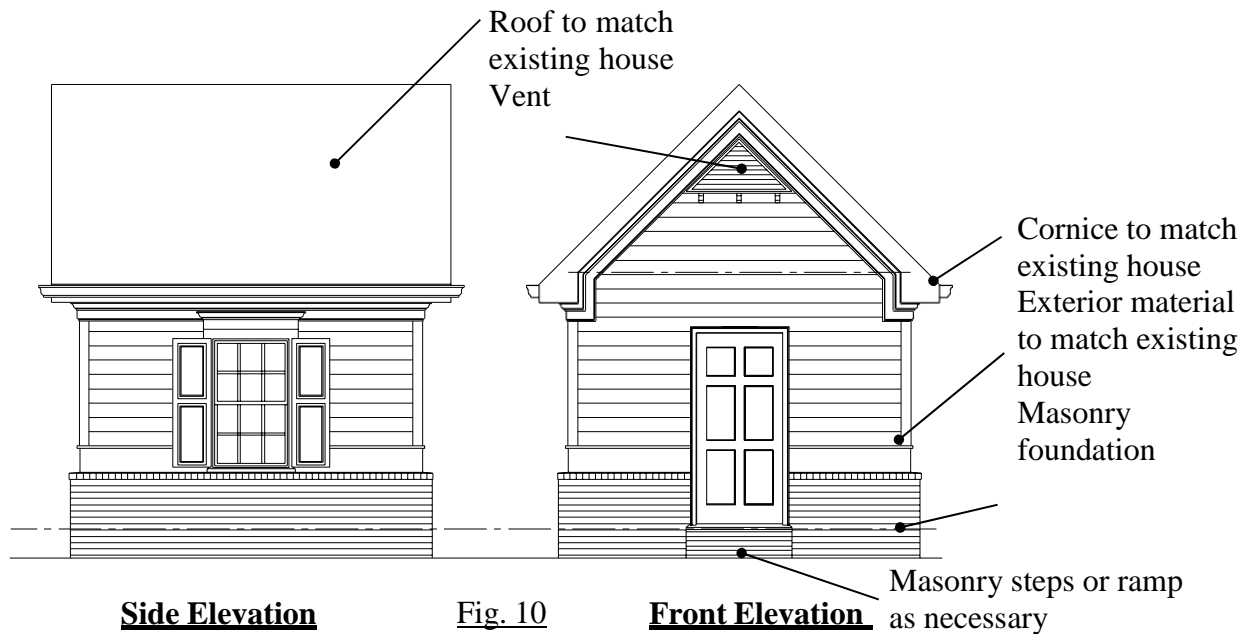 Roof to match
existing house
Vent
Cornice to match
existing house
Exterior material
to match existing
house
Masonry
foundation
Masonry steps or ramp
as necessary
Side Elevation
Fig. 10
Front Elevation